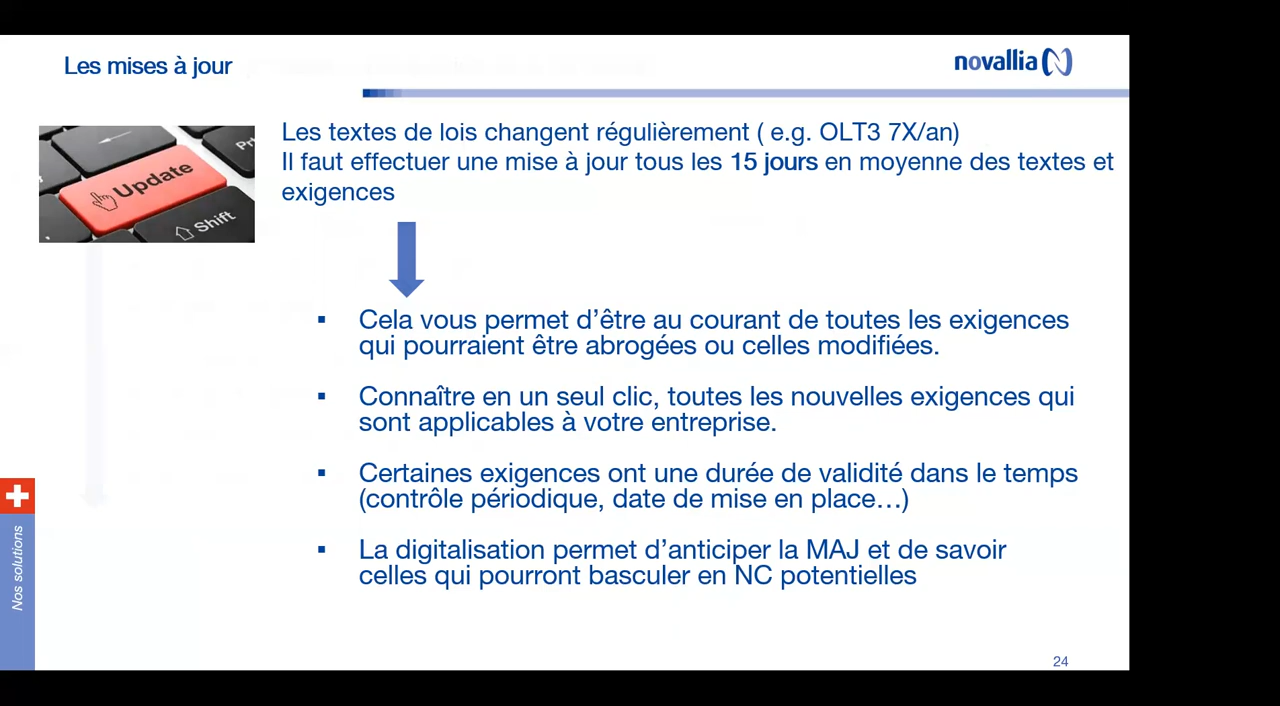 Les mises à jour
novallia
Update
Shift
Les textes de lois changent régulièrement ( e.g. OLT3 7X/an)
Il faut effectuer une mise à jour tous les 15 jours en moyenne des textes et
exigences
▪ Cela vous permet d’être au courant de toutes les exigences
qui pourraient être abrogées ou celles modifiées.
▪ Connaître en un seul clic, toutes les nouvelles exigences qui
sont applicables à votre entreprise.
▪ Certaines exigences ont une durée de validité dans le temps
(contrôle périodique, date de mise en place…)
▪ La digitalisation permet d’anticiper la MAJ et de savoir
celles qui pourront basculer en NC potentielles
Nos solutions
24